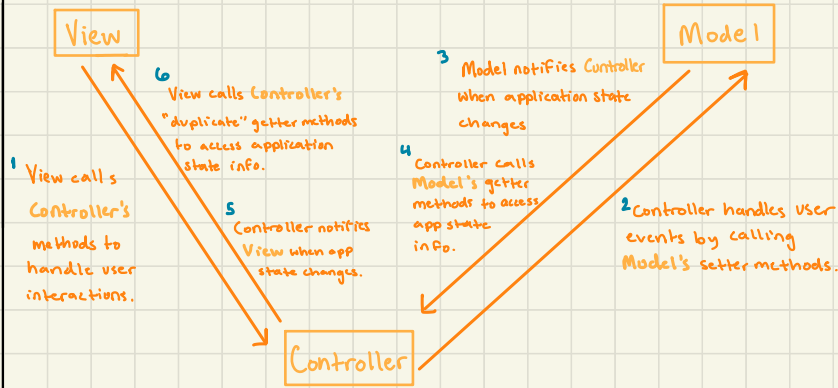 View
Model
6
View calls Controller's
"duplicate" getter methods
to access application
state info.
3
Model notifies Controller
when application state
changes
1
View calls
Controller's
methods to
handle user
interactions.
5
Controller notifies
View when app
state changes.
4
Controller calls
Model's getter
methods to access
app state
info.
2 Controller handles user
events by calling
Model's setter methods.
Controller